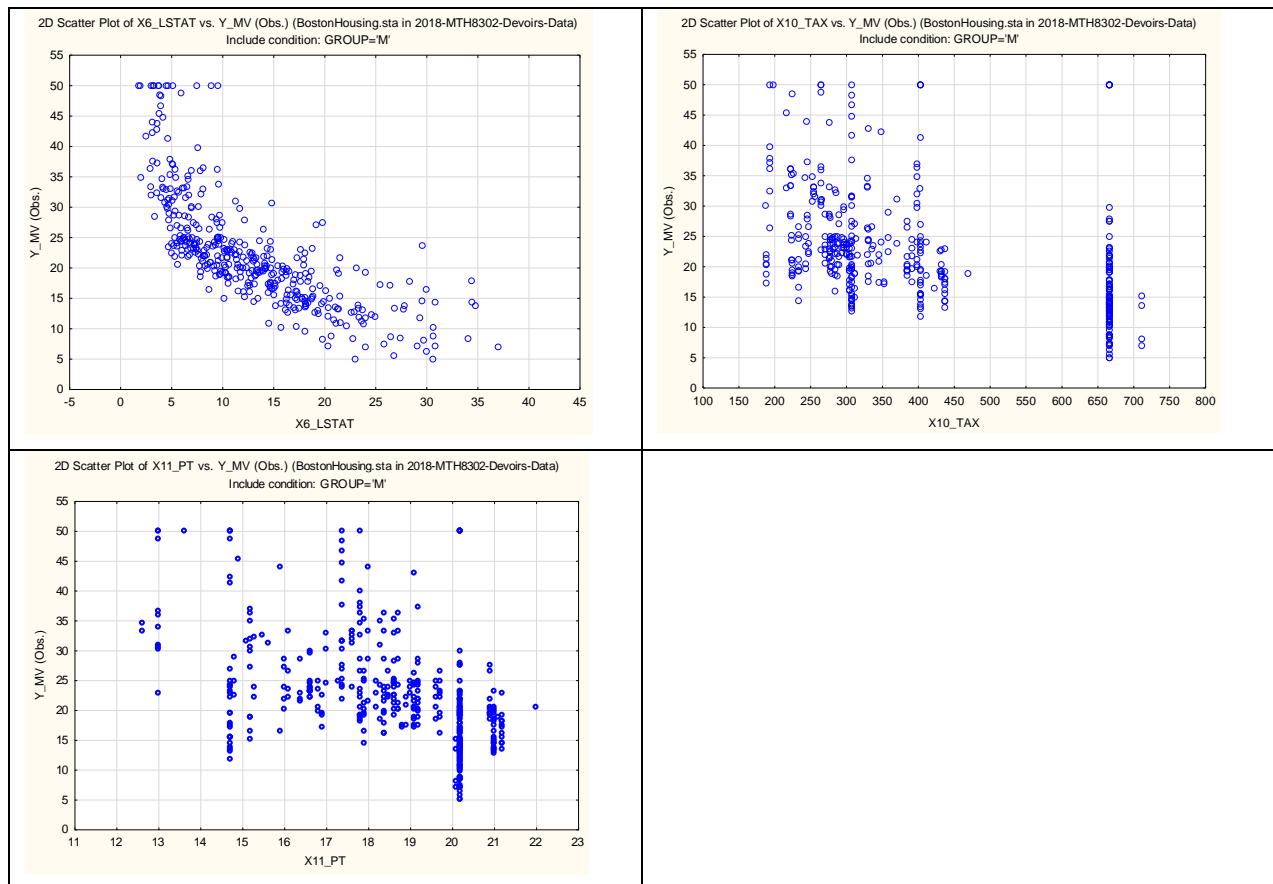 2D Scatter Plot of X6_LSTAT vs. Y_MV (Obs.) (BostonHousing.sta in 2018-MTH8302-Devoirs-Data)
Include condition: GROUP='M'
55
50
45
40
35
30
25
20
15
10
5
0
Y_MV (Obs.)
-5 0 5 10 15 20 25 30 35 40 45
X6_LSTAT
2D Scatter Plot of X10_TAX vs. Y_MV (Obs.) (BostonHousing.sta in 2018-MTH8302-Devoirs-Data)
Include condition: GROUP='M'
55
50
45
40
35
30
25
20
15
10
5
0
Y_MV (Obs.)
100 150 200 250 300 350 400 450 500 550 600 650 700 750 800
X10_TAX
2D Scatter Plot of X11_PT vs. Y_MV (Obs.) (BostonHousing.sta in 2018-MTH8302-Devoirs-Data)
Include condition: GROUP='M'
55
50
45
40
35
30
25
20
15
10
5
0
Y_MV (Obs.)
11 12 13 14 15 16 17 18 19 20 21 22 23
X11_PT